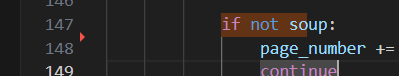 147 if not soup:
148 page_number +=
149 continue